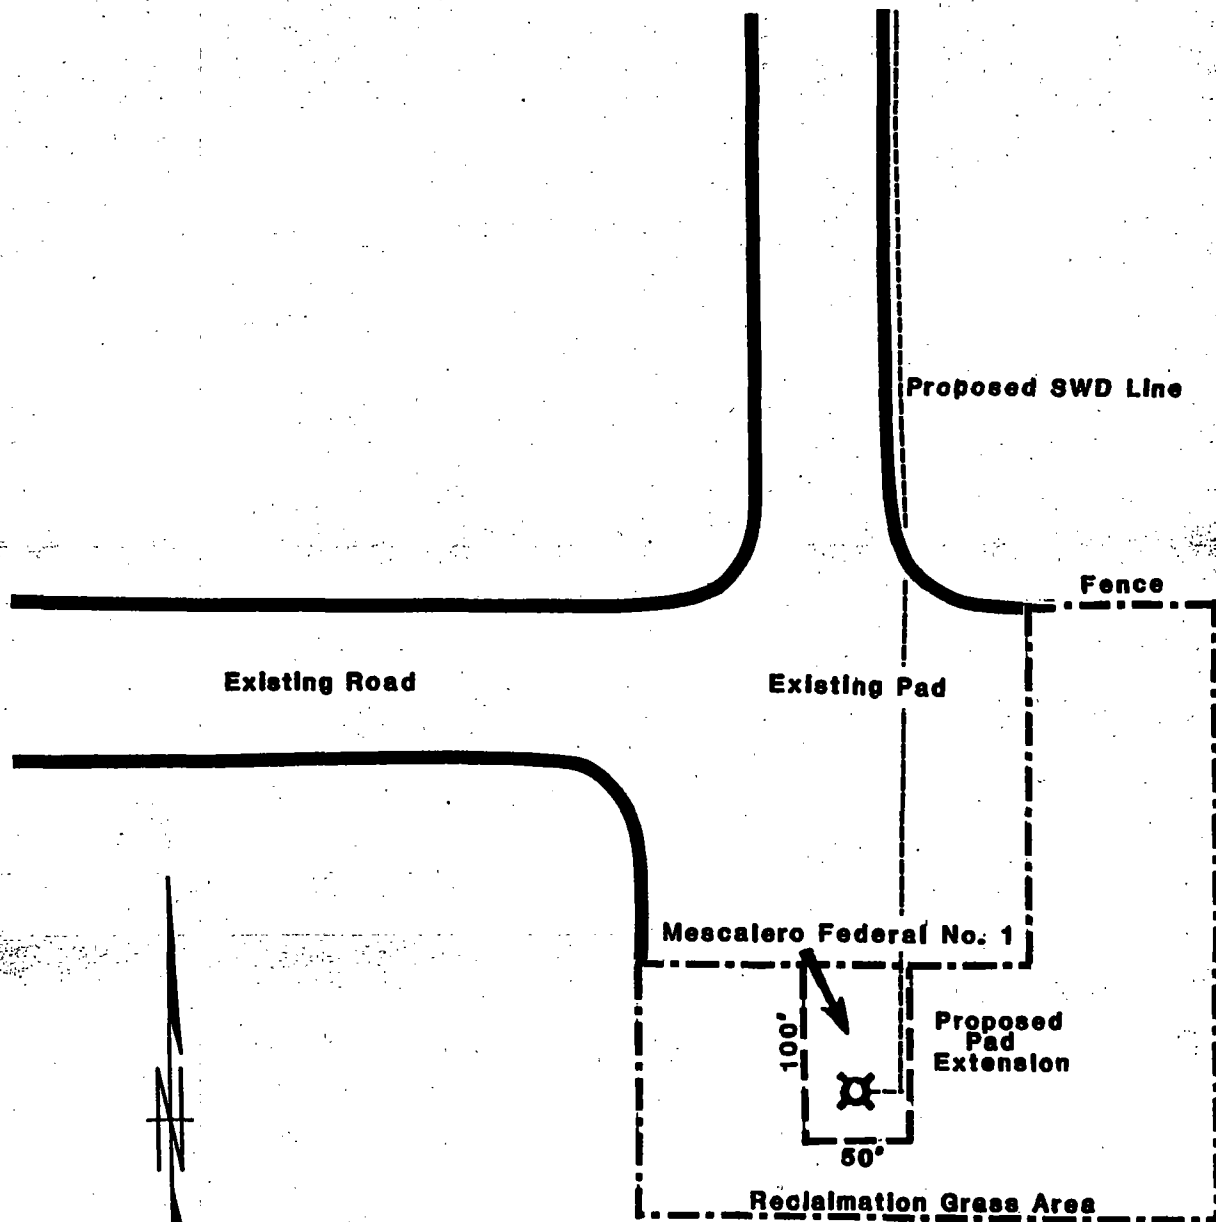 Proposed SWD Line
Fence
Existing Road
Existing Pad
Mescalero Federal No. 1
100'
Proposed
Pad
Extension
N
50'
Reclaimation Grass Area